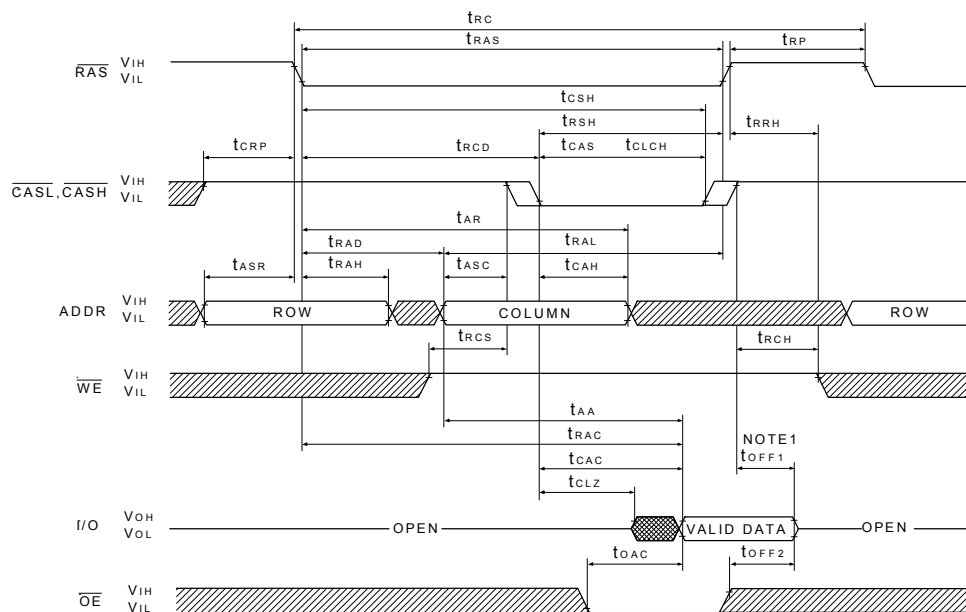 tRC
tRAS
tRP
RAS VIH
VIL
tCSH
tRSH
tRRH
tCRP
tRCD
tCAS
tCLCH
CASL,CASH VIH
VIL
tAR
tRAD
tRAL
tASR
tRAH
tASC
tCAH
ADDR VIH
VIL
ROW
COLUMN
ROW
tRCS
tRCH
WE VIH
VIL
tAA
tRAC
NOTE1
tCAC
tOFF1
tCLZ
I/O VOH
VOL
OPEN
VALID DATA
OPEN
tOAC
tOFF2
OE VIH
VIL